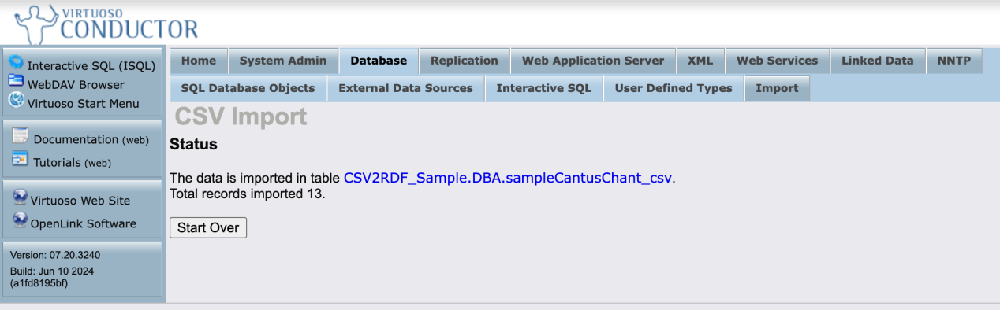 VIRTUOSO
CONDUCTOR
Interactive SQL (ISQL)
WebDAV Browser
Virtuoso Start Menu
Documentation (web)
Tutorials (web)
Virtuoso Web Site
OpenLink Software
Version: 07.20.3240
Build: Jun 10 2024
(a1fd8195bf)
Home System Admin Database Replication Web Application Server XML Web Services Linked Data NNTP
SQL Database Objects External Data Sources Interactive SQL User Defined Types Import
CSV Import
Status
The data is imported in table CSV2RDF_Sample.DBA.sampleCantusChant_csv.
Total records imported 13.
Start Over